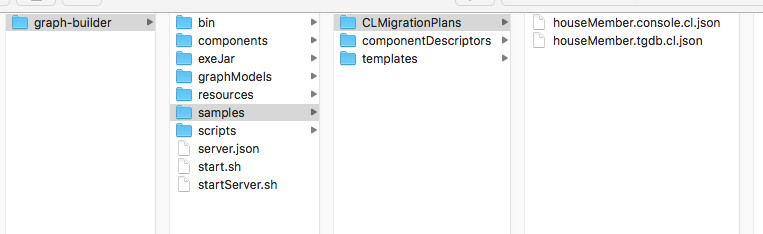 graph-builder
bin
components
exeJar
graphModels
resources
samples
scripts
server.json
start.sh
startServer.sh
CLMigrationPlans
componentDescriptors
templates
houseMember.console.cl.json
houseMember.tgdb.cl.json